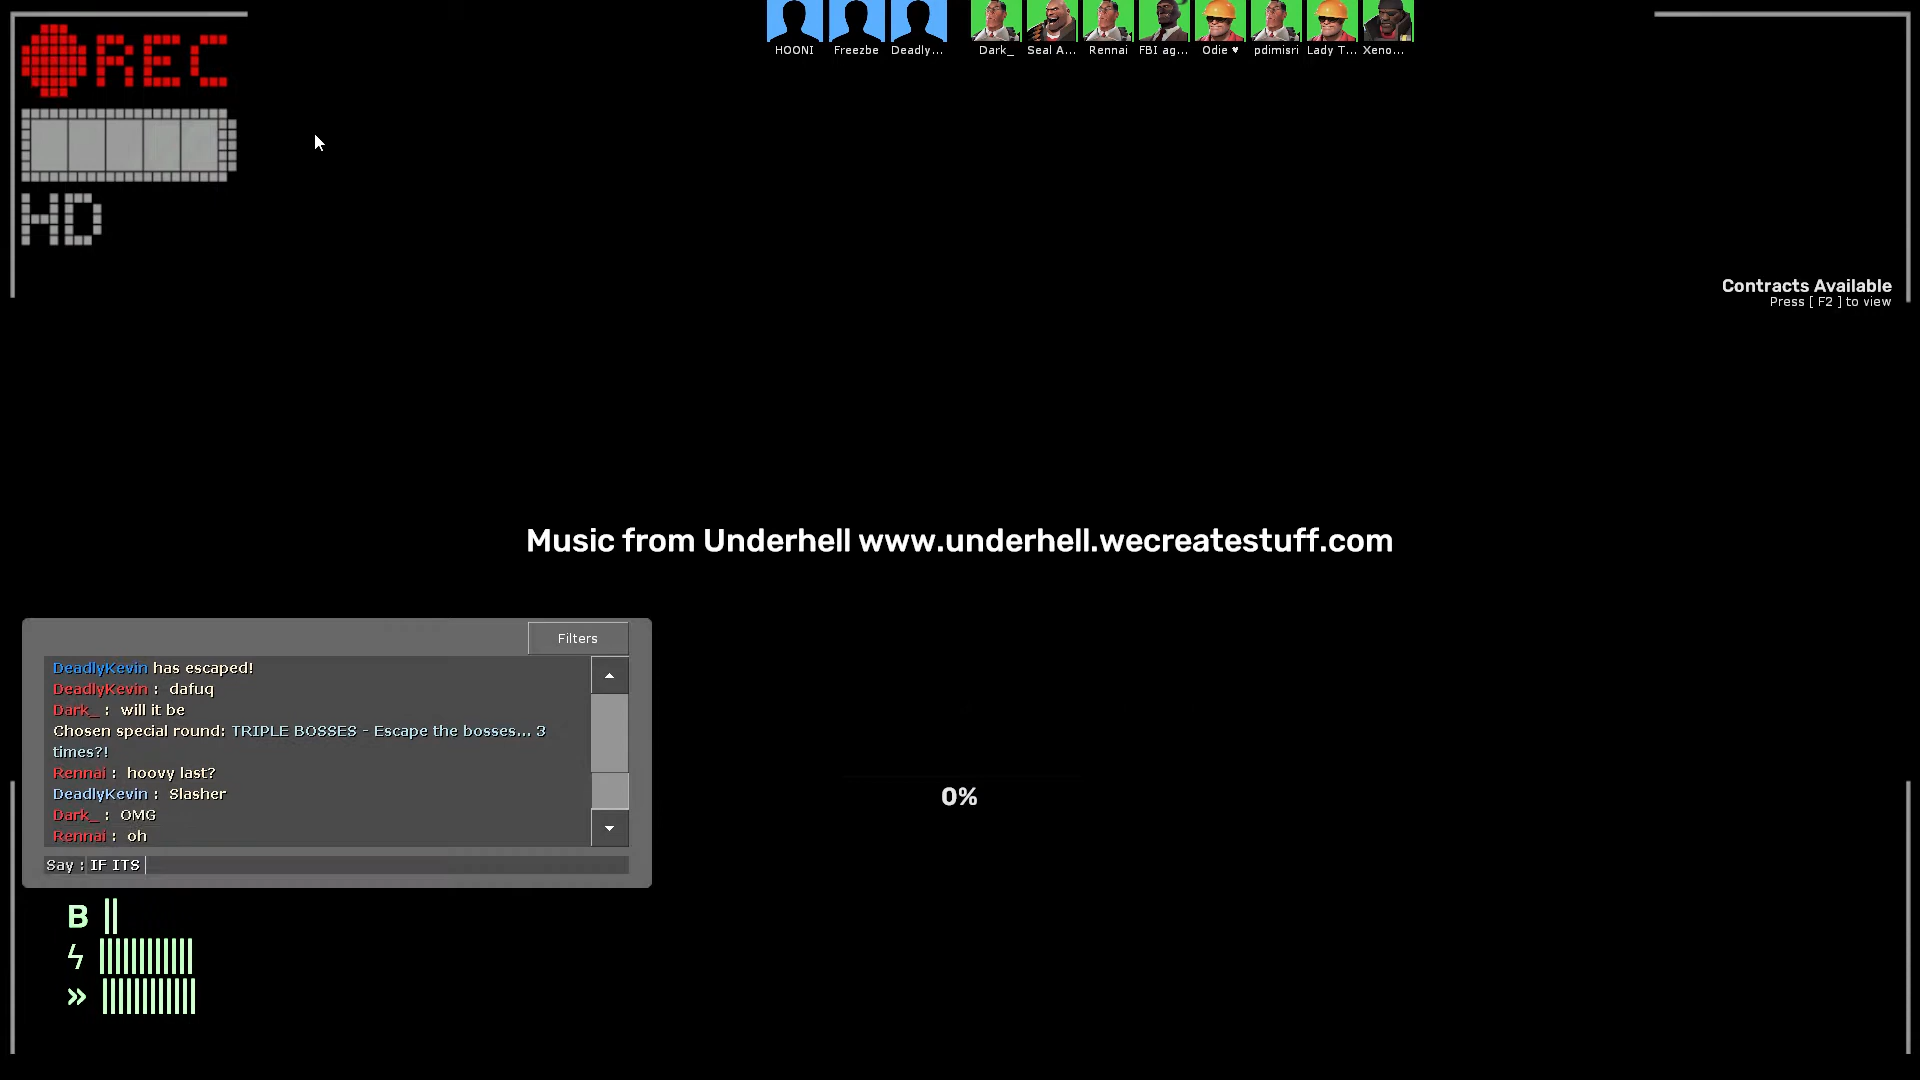 REC
HD
HOONI
Freezbe
Deadly...
Dark_
Seal A...
Rennai
FBI ag...
Odie ♥
pdimisri
Lady T...
Xeno...
Contracts Available
Press [ F2 ] to view
Music from Underhell www.underhell.wecreatestuff.com
Filters
DeadlyKevin has escaped!
DeadlyKevin : dafuq
Dark_ : will it be
Chosen special round: TRIPLE BOSSES - Escape the bosses... 3
times?!
Rennai : hoovy last?
DeadlyKevin : Slasher
Dark_ : OMG
Rennai : oh
Say : IF ITS
0%
B